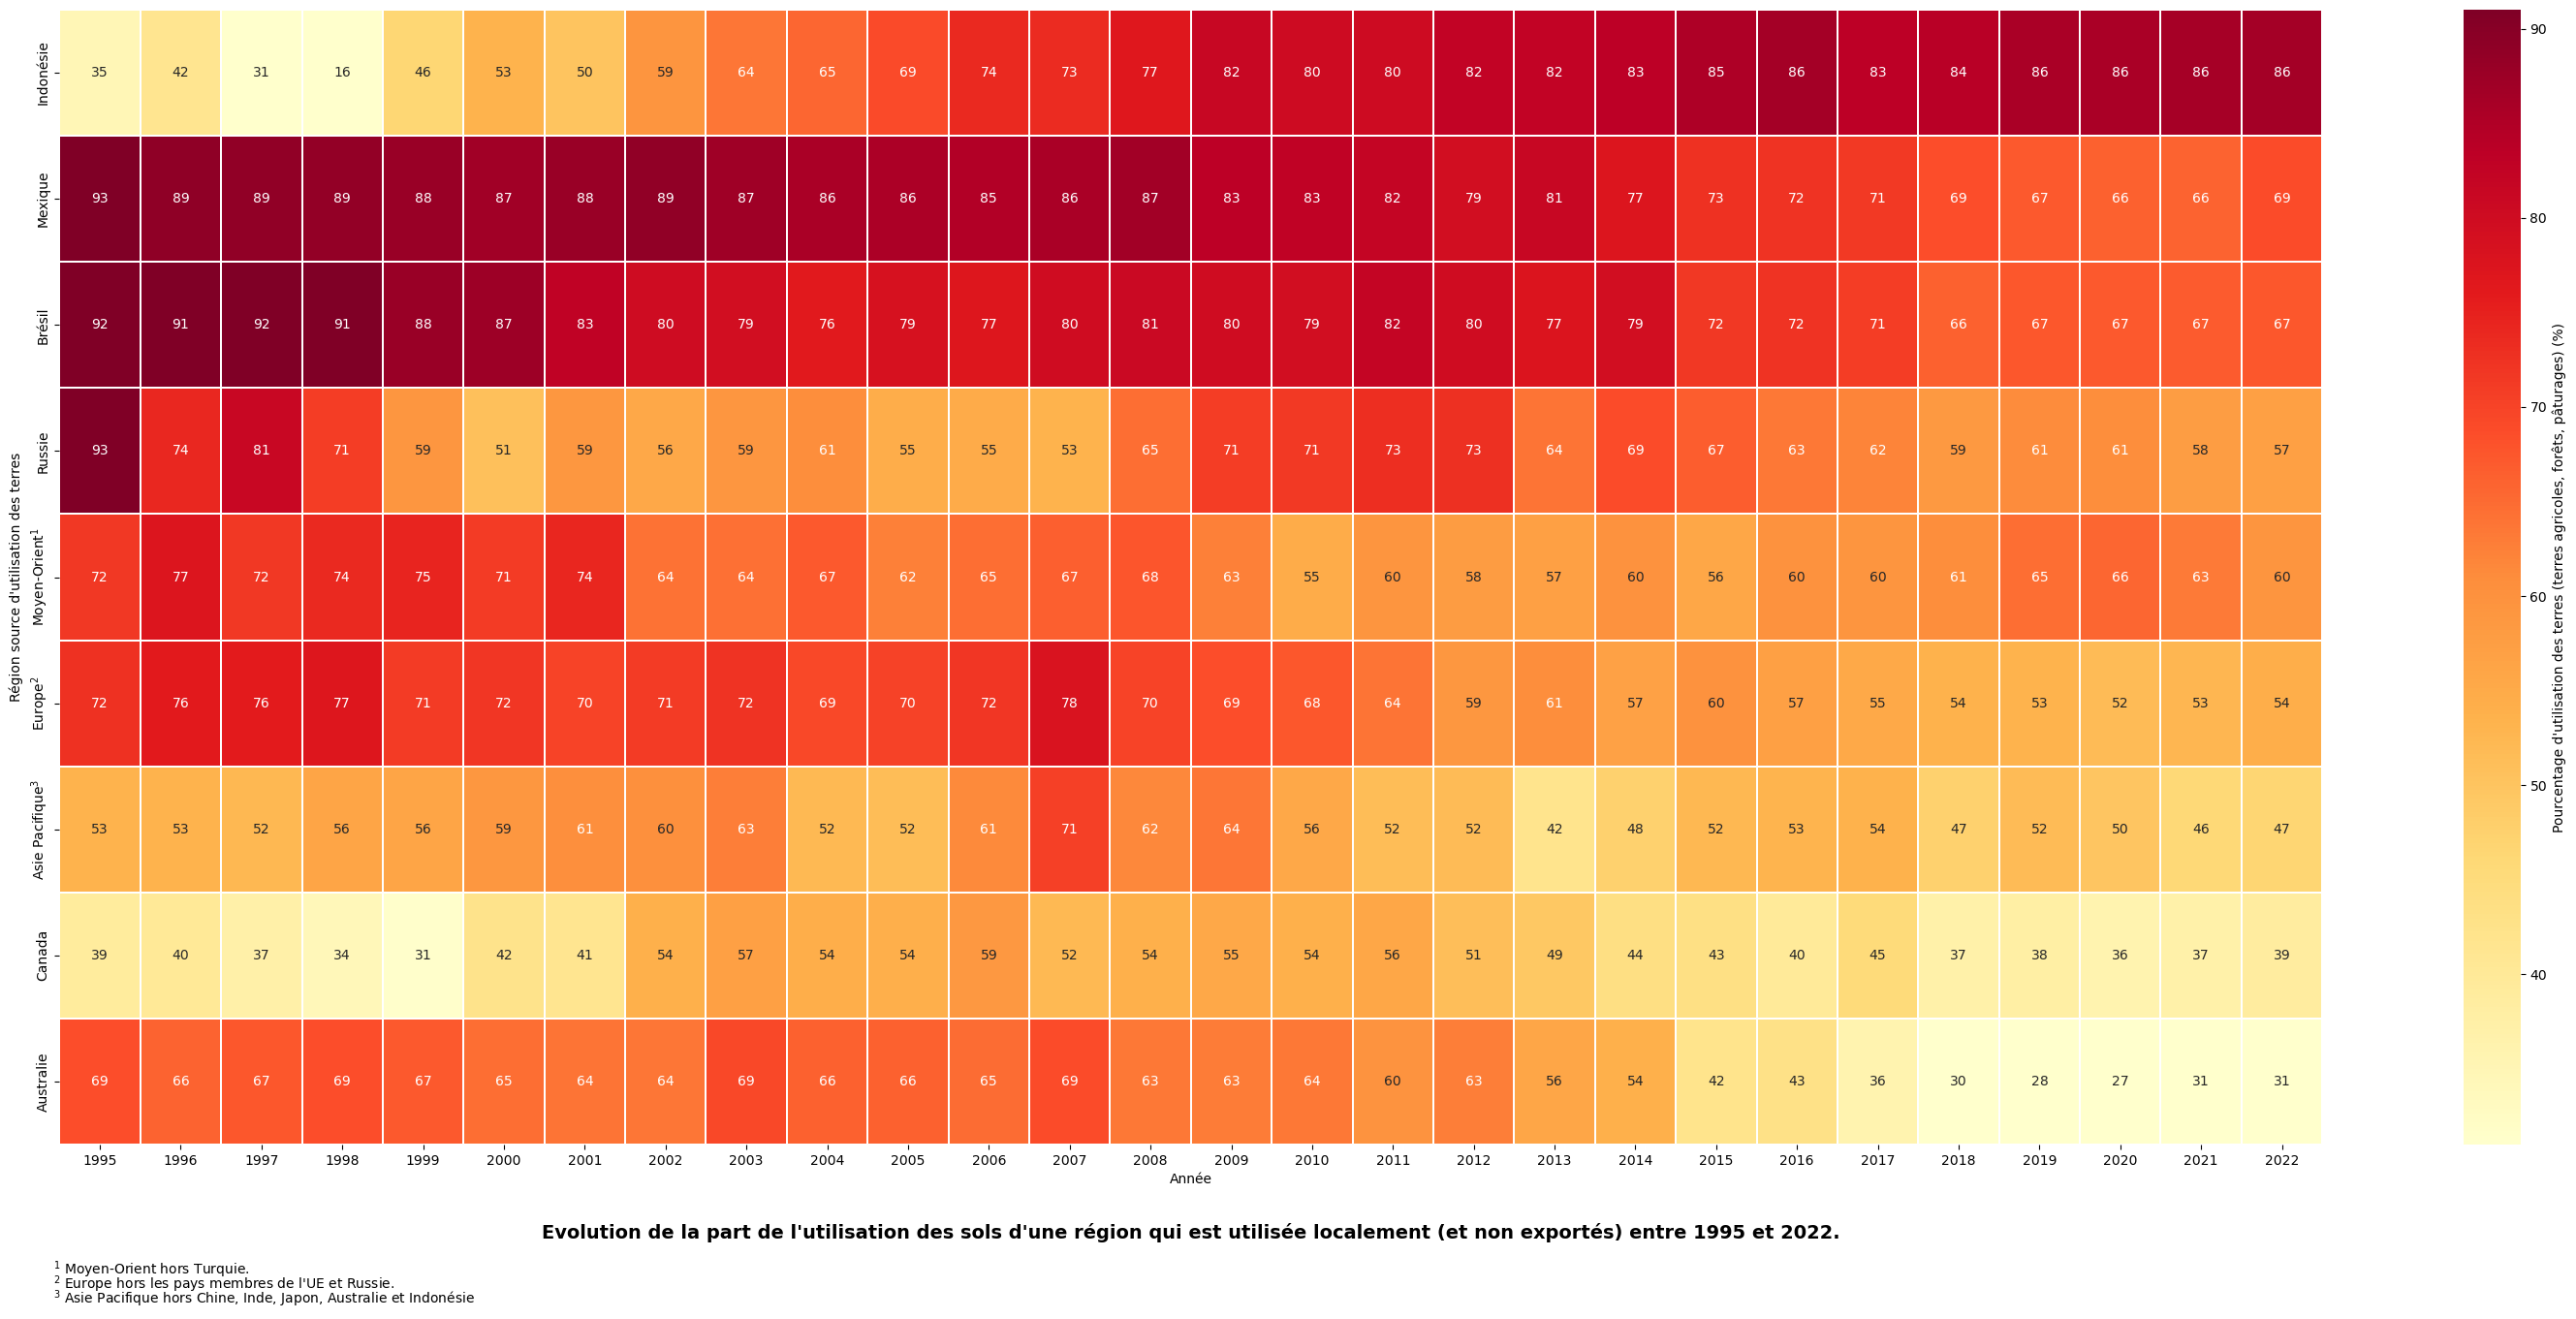 Région source d'utilisation des terres
Indonésie 35 42 31 16 46 53 50 59 64 65 69 74 73 77 82 80 80 82 82 83 85 86 83 84 86 86 86 86
Mexique 93 89 89 89 88 87 88 89 87 86 86 85 86 87 83 83 82 79 81 77 73 72 71 69 67 66 66 69
Brésil 92 91 92 91 88 87 83 80 79 76 79 77 80 81 80 79 82 80 77 79 72 72 71 66 67 67 67 67
Russie 93 74 81 71 59 51 59 56 59 61 55 55 53 65 71 71 73 73 64 69 67 63 62 59 61 61 58 57
Moyen-Orient¹ 72 77 72 74 75 71 74 64 64 67 62 65 67 68 63 55 60 58 57 60 56 60 60 61 65 66 63 60
Europe² 72 76 76 77 71 72 70 71 72 69 70 72 78 70 69 68 64 59 61 57 60 57 55 54 53 52 53 54
Asie Pacifique³ 53 53 52 56 56 59 61 60 63 52 52 61 71 62 64 56 52 52 42 48 52 53 54 47 52 50 46 47
Canada 39 40 37 34 31 42 41 54 57 54 54 59 52 54 55 54 56 51 49 44 43 40 45 37 38 36 37 39
Australie 69 66 67 69 67 65 64 64 69 66 66 65 69 63 63 64 60 63 56 54 42 43 36 30 28 27 31 31
1995 1996 1997 1998 1999 2000 2001 2002 2003 2004 2005 2006 2007 2008 2009 2010 2011 2012 2013 2014 2015 2016 2017 2018 2019 2020 2021 2022
Année
90
80
70
60
50
40
Pourcentage d'utilisation des terres (terres agricoles, forêts, pâturages) (%)
Evolution de la part de l'utilisation des sols d'une région qui est utilisée localement (et non exportés) entre 1995 et 2022.
¹ Moyen-Orient hors Turquie.
² Europe hors les pays membres de l'UE et Russie.
³ Asie Pacifique hors Chine, Inde, Japon, Australie et Indonésie